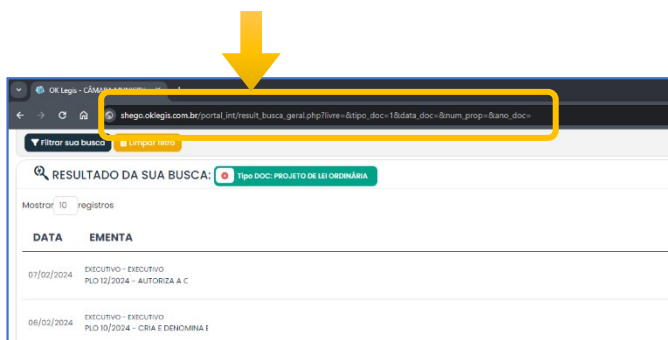 OK Legis - CÂMARA
shego.oklegis.com.br/portal_int/result_busca_geral.php?livre=&tipo_doc=1&data_doc=&num_prop=&ano_doc=
Filtrar sua busca Limpar filtro
RESULTADO DA SUA BUSCA: Tipo DOC: PROJETO DE LEI ORDINÁRIA
Mostrar 10 registros
DATA EMENTA
EXECUTIVO - EXECUTIVO
07/02/2024 PLO 12/2024 - AUTORIZA A C
EXECUTIVO - EXECUTIVO
06/02/2024 PLO 10/2024 - CRIA E DENOMINA E